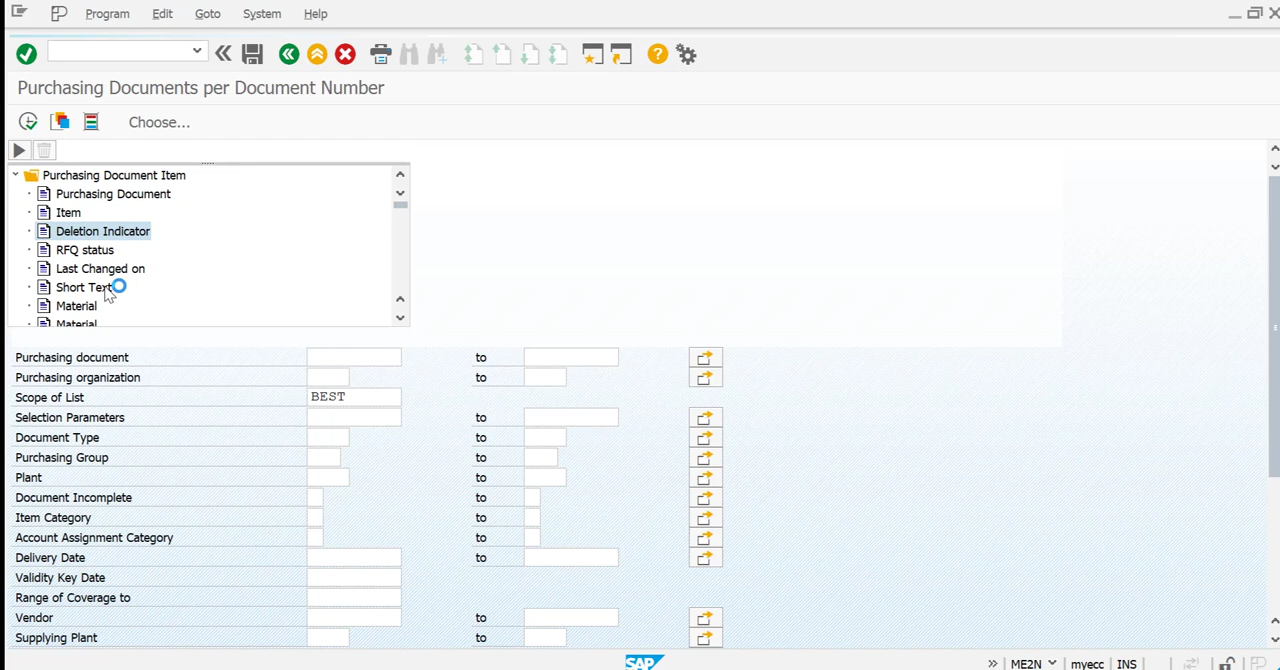 Program Edit Goto System Help
Purchasing Documents per Document Number
Choose...
Purchasing Document Item
Purchasing Document
Item
Deletion Indicator
RFQ status
Last Changed on
Short Text
Material
Material
Purchasing document to
Purchasing organization to
Scope of List BEST
Selection Parameters to
Document Type to
Purchasing Group to
Plant to
Document Incomplete to
Item Category to
Account Assignment Category to
Delivery Date to
Validity Key Date
Range of Coverage to
Vendor to
Supplying Plant to
SAP ME2N myecc INS